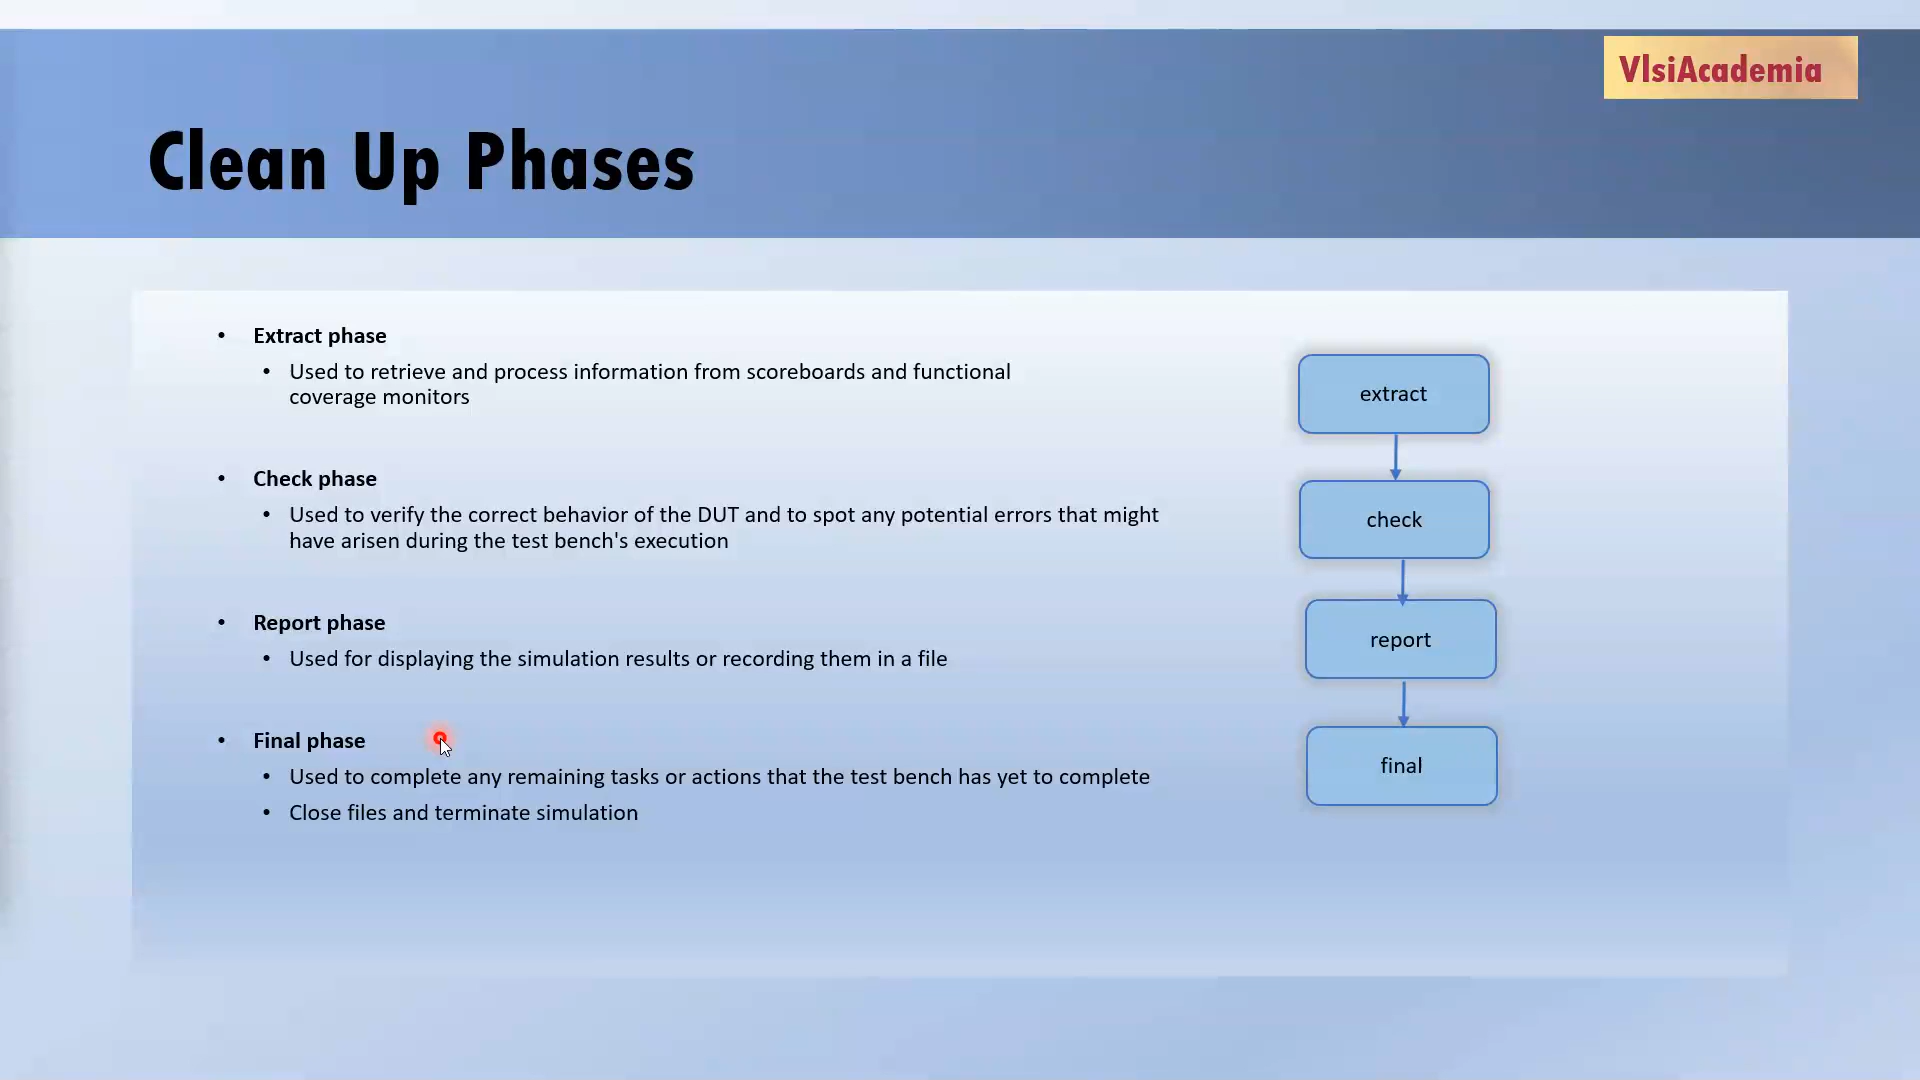 VlsiAcademia
Clean Up Phases
• Extract phase
• Used to retrieve and process information from scoreboards and functional
coverage monitors
• Check phase
• Used to verify the correct behavior of the DUT and to spot any potential errors that might
have arisen during the test bench's execution
• Report phase
• Used for displaying the simulation results or recording them in a file
• Final phase
• Used to complete any remaining tasks or actions that the test bench has yet to complete
• Close files and terminate simulation
extract
check
report
final